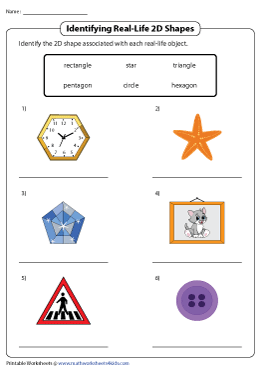 Name :
Identifying Real-Life 2D Shapes
Identify the 2D shape associated with each real-life object.
rectangle star triangle
pentagon circle hexagon
1) 2)
3) 4)
5) 6)
Printable Worksheets @ www.mathworksheets4kids.com